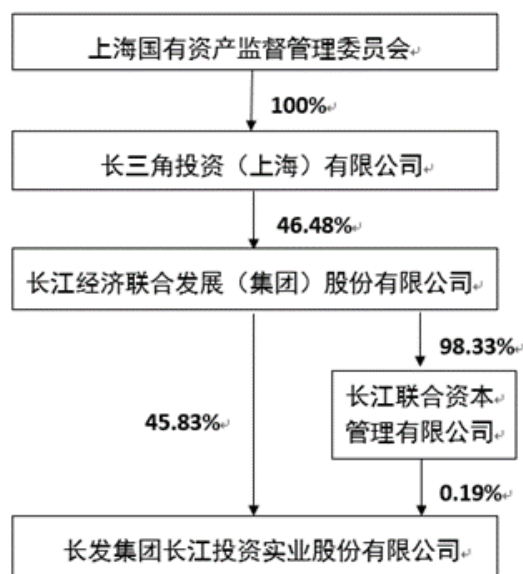 上海国有资产监督管理委员会
100%
长三角投资（上海）有限公司
46.48%
长江经济联合发展（集团）股份有限公司
98.33%
长江联合资本
管理有限公司
45.83%
0.19%
长发集团长江投资实业股份有限公司